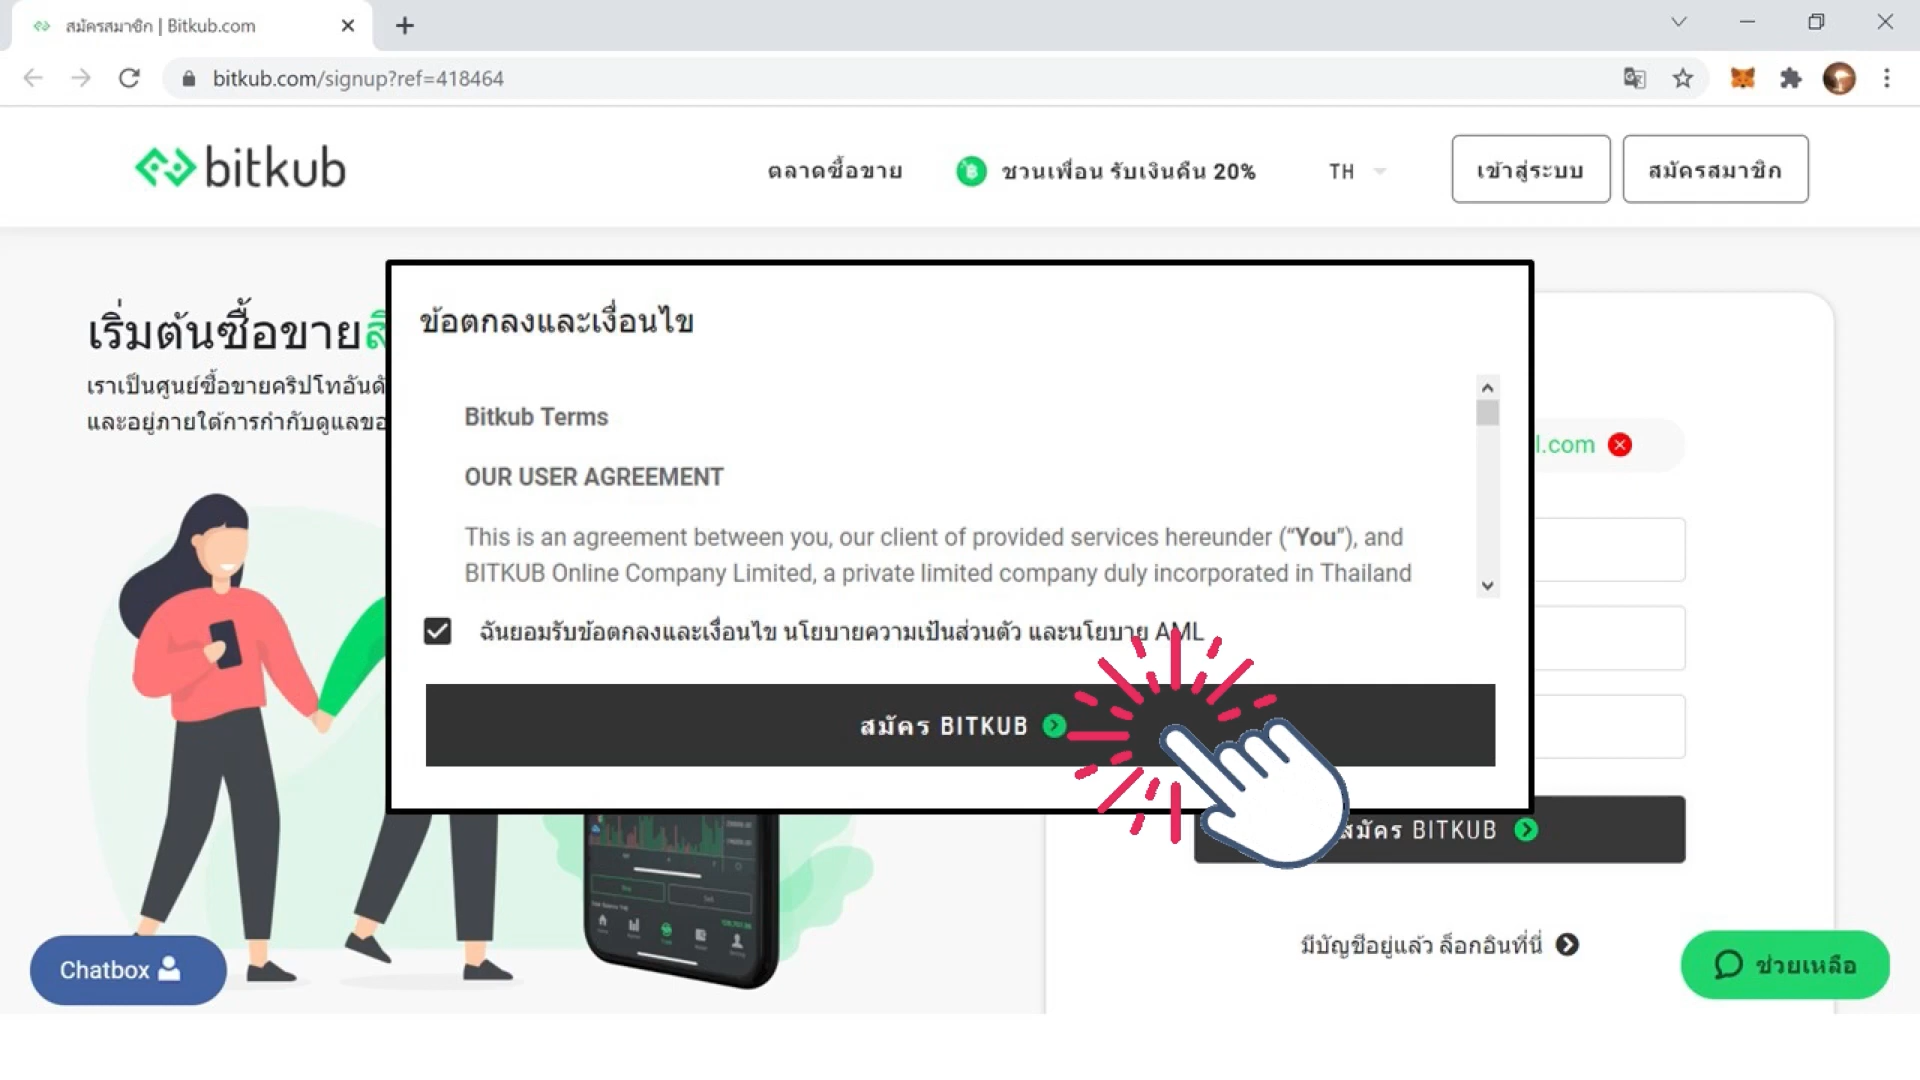 สมัครสมาชิก | Bitkub.com
bitkub.com/signup?ref=418464
bitkub
ตลาดซื้อขาย
ชวนเพื่อน รับเงินคืน 20%
TH
เข้าสู่ระบบ
สมัครสมาชิก
เริ่มต้นซื้อขาย
เราเป็นศูนย์ซื้อขายคริปโทอันดั
และอยู่ภายใต้การกำกับดูแลขอ
ข้อตกลงและเงื่อนไข
Bitkub Terms
OUR USER AGREEMENT
This is an agreement between you, our client of provided services hereunder (“You”), and
BITKUB Online Company Limited, a private limited company duly incorporated in Thailand
ฉันยอมรับข้อตกลงและเงื่อนไข นโยบายความเป็นส่วนตัว และนโยบาย AML
สมัคร BITKUB
l.com
สมัคร BITKUB
มีบัญชีอยู่แล้ว ล็อกอินที่นี่
Chatbox
ช่วยเหลือ